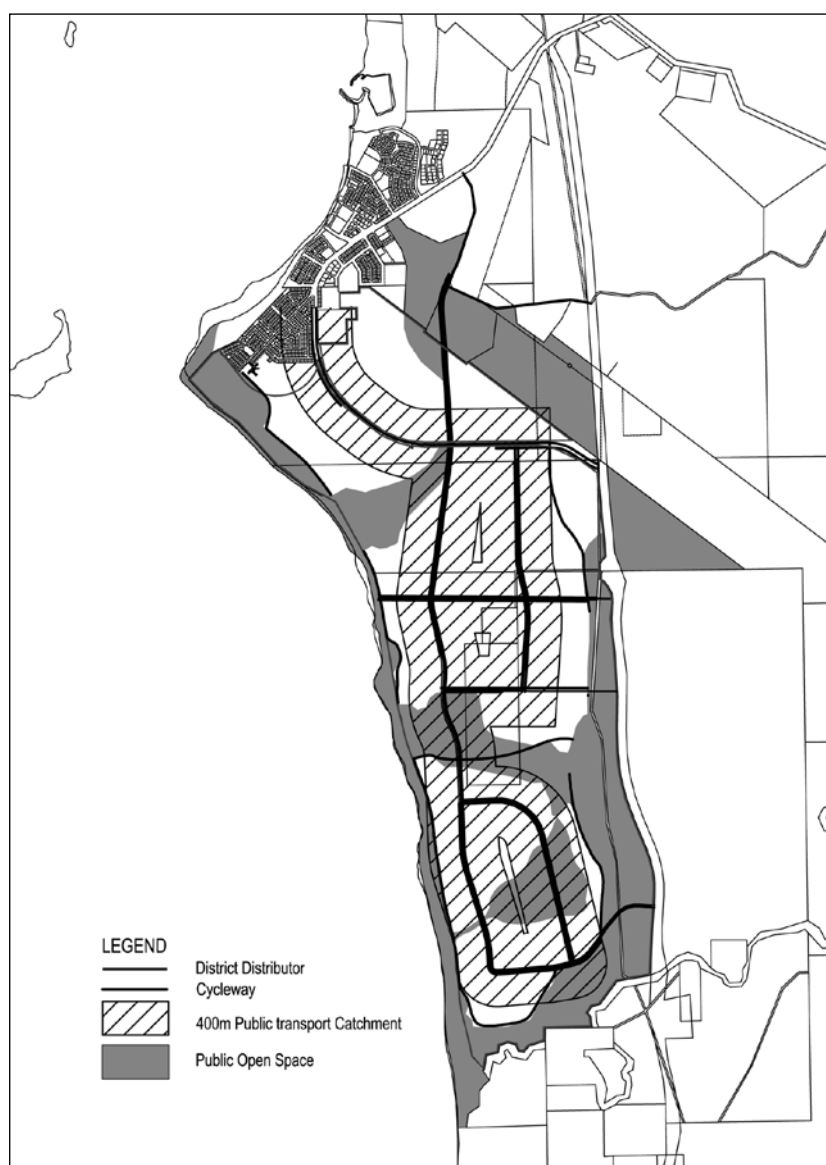 LEGEND
District Distributor
Cycleway
400m Public transport Catchment
Public Open Space